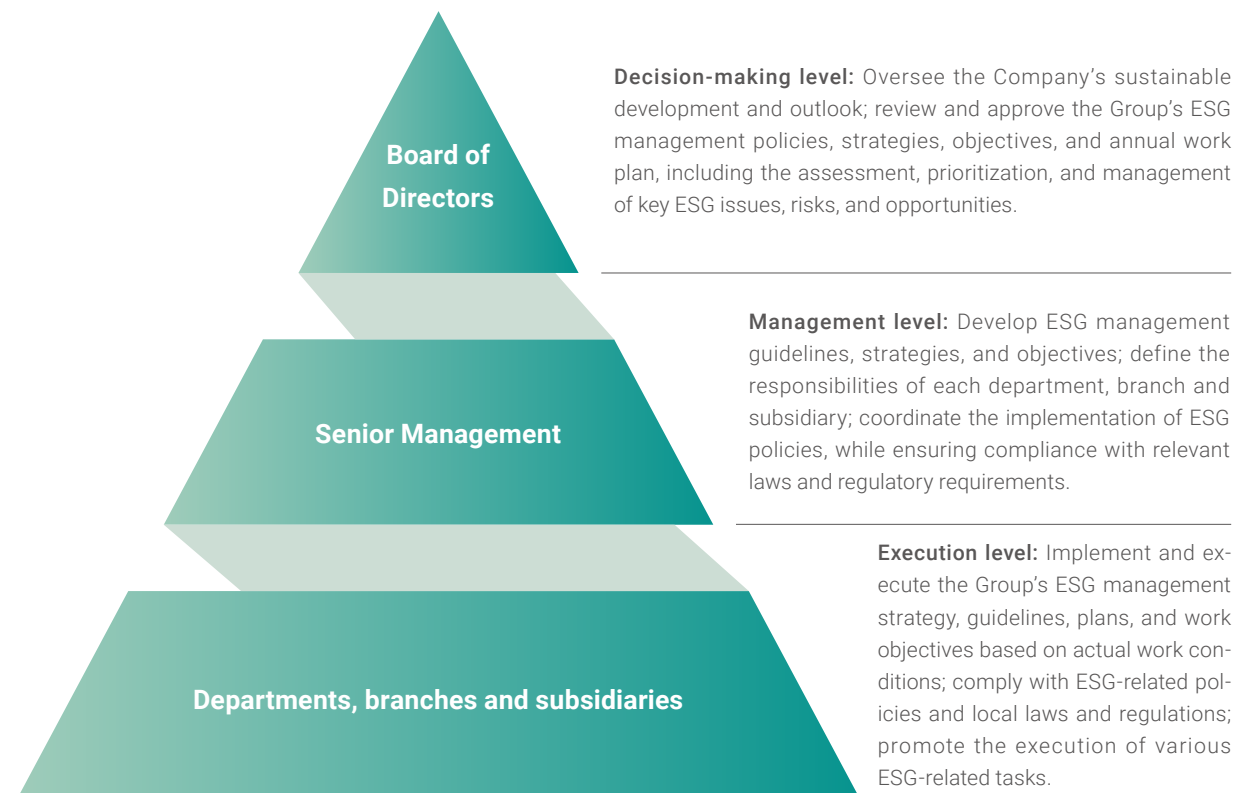 Board of
Directors
Decision-making level: Oversee the Company's sustainable
development and outlook; review and approve the Group's ESG
management policies, strategies, objectives, and annual work
plan, including the assessment, prioritization, and management
of key ESG issues, risks, and opportunities.
Senior Management
Management level: Develop ESG management
guidelines, strategies, and objectives; define the
responsibilities of each department, branch and
subsidiary; coordinate the implementation of ESG
policies, while ensuring compliance with relevant
laws and regulatory requirements.
Departments, branches and subsidiaries
Execution level: Implement and ex-
ecute the Group's ESG management
strategy, guidelines, plans, and work
objectives based on actual work con-
ditions; comply with ESG-related pol-
icies and local laws and regulations;
promote the execution of various
ESG-related tasks.